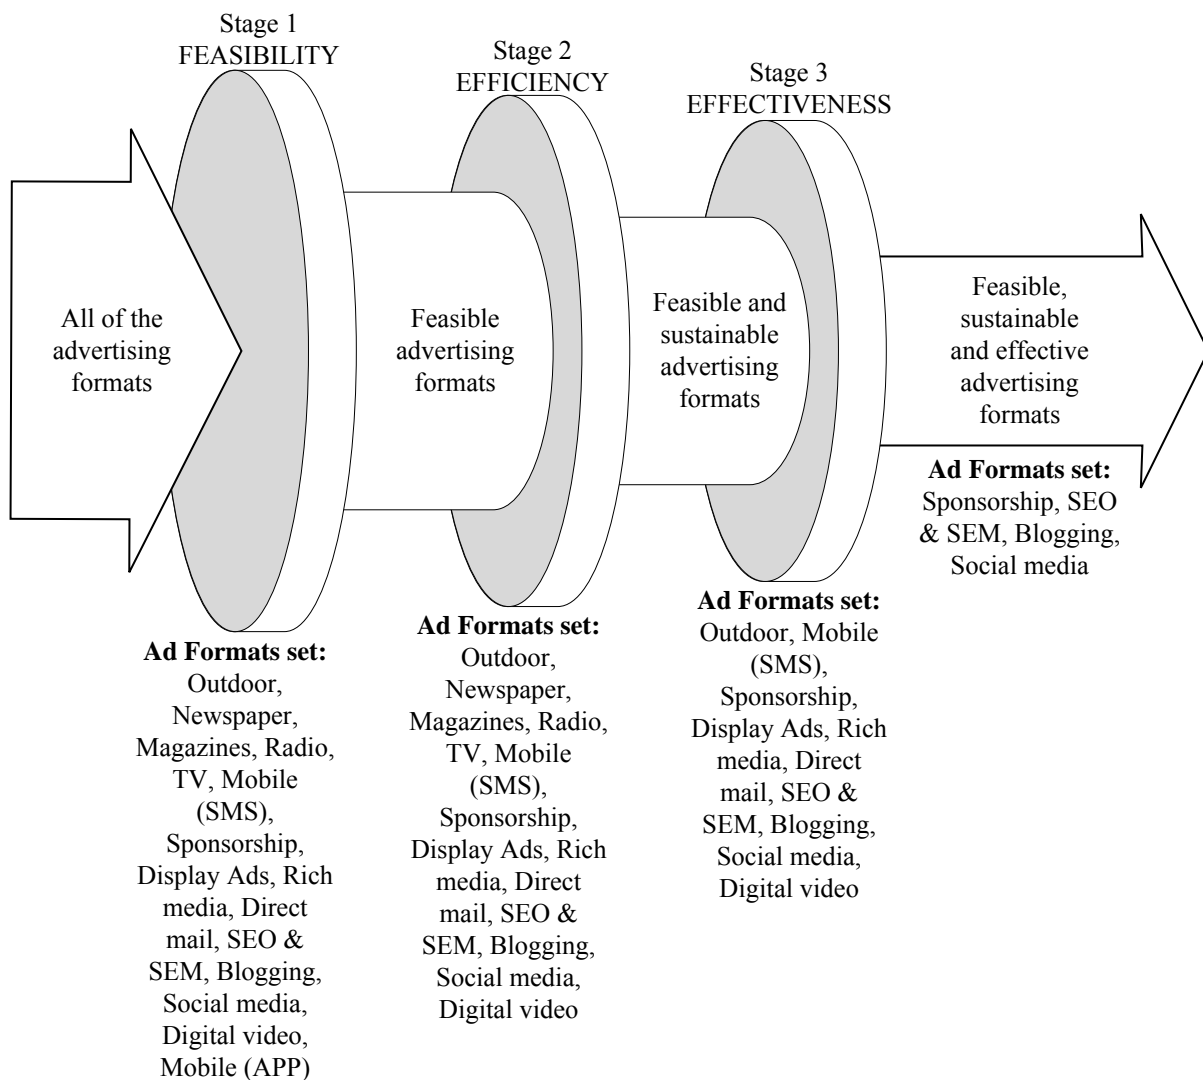 Stage 1
FEASIBILITY
Stage 2
EFFICIENCY
Stage 3
EFFECTIVENESS
All of the
advertising
formats
Feasible
advertising
formats
Feasible and
sustainable
advertising
formats
Feasible,
sustainable
and effective
advertising
formats
Ad Formats set:
Outdoor,
Newspaper,
Magazines, Radio,
TV, Mobile
(SMS),
Sponsorship,
Display Ads, Rich
media, Direct
mail, SEO &
SEM, Blogging,
Social media,
Digital video,
Mobile (APP)
Ad Formats set:
Outdoor,
Newspaper,
Magazines, Radio,
TV, Mobile
(SMS),
Sponsorship,
Display Ads, Rich
media, Direct
mail, SEO &
SEM, Blogging,
Social media,
Digital video
Ad Formats set:
Outdoor, Mobile
(SMS),
Sponsorship,
Display Ads, Rich
media, Direct
mail, SEO &
SEM, Blogging,
Social media,
Digital video
Ad Formats set:
Sponsorship, SEO
& SEM, Blogging,
Social media